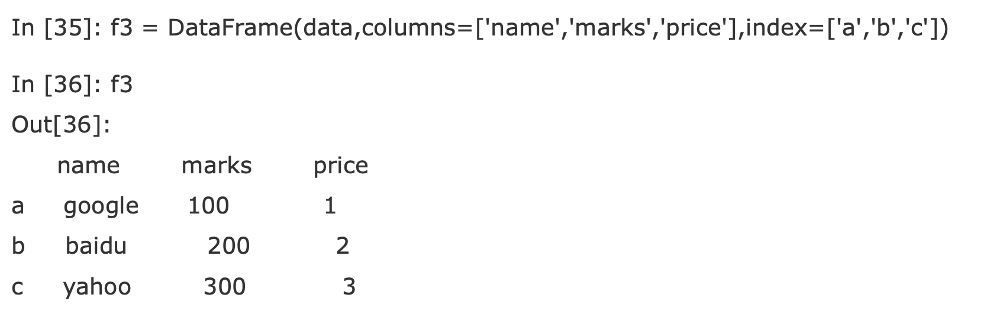 In [35]: f3 = DataFrame(data,columns=['name','marks','price'],index=['a','b','c'])
In [36]: f3
Out[36]:
name marks price
a google 100 1
b baidu 200 2
c yahoo 300 3